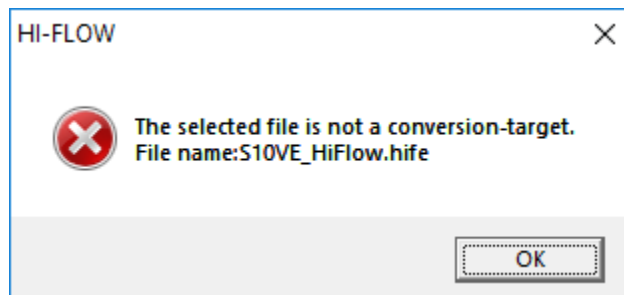 HI-FLOW
The selected file is not a conversion-target.
File name:S10VE_HiFlow.hife
OK